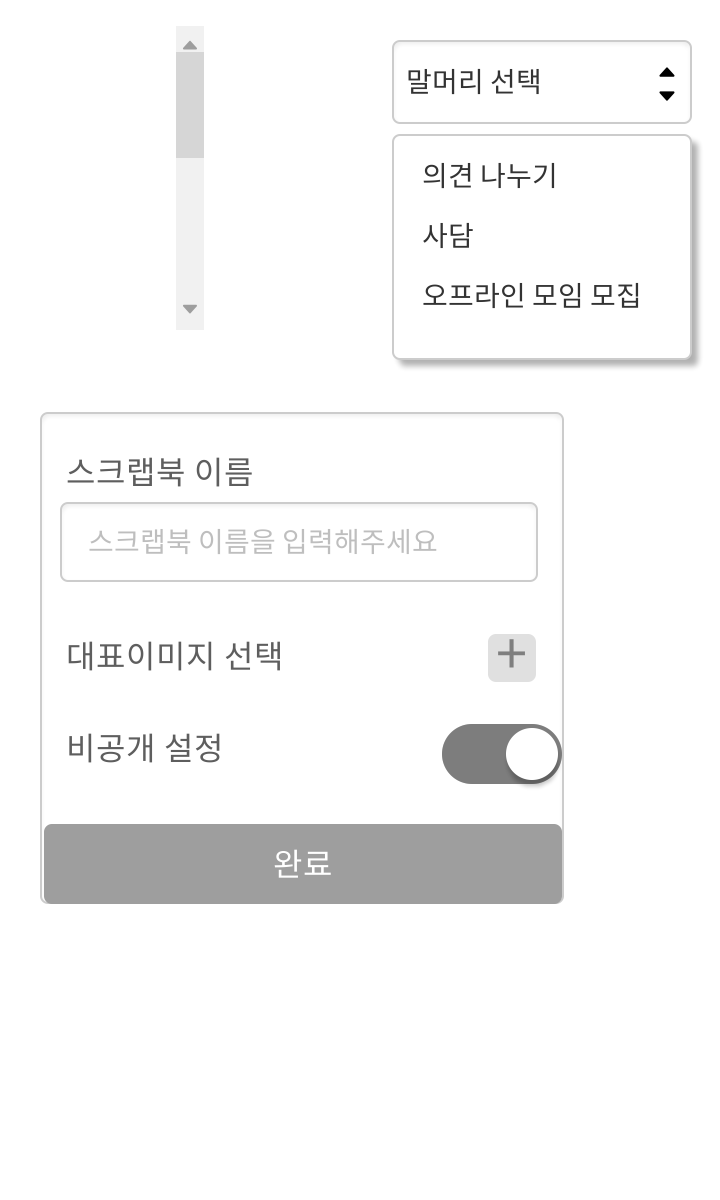 말머리 선택
의견 나누기
사담
오프라인 모임 모집
스크랩북 이름
스크랩북 이름을 입력해주세요
대표이미지 선택
비공개 설정
완료